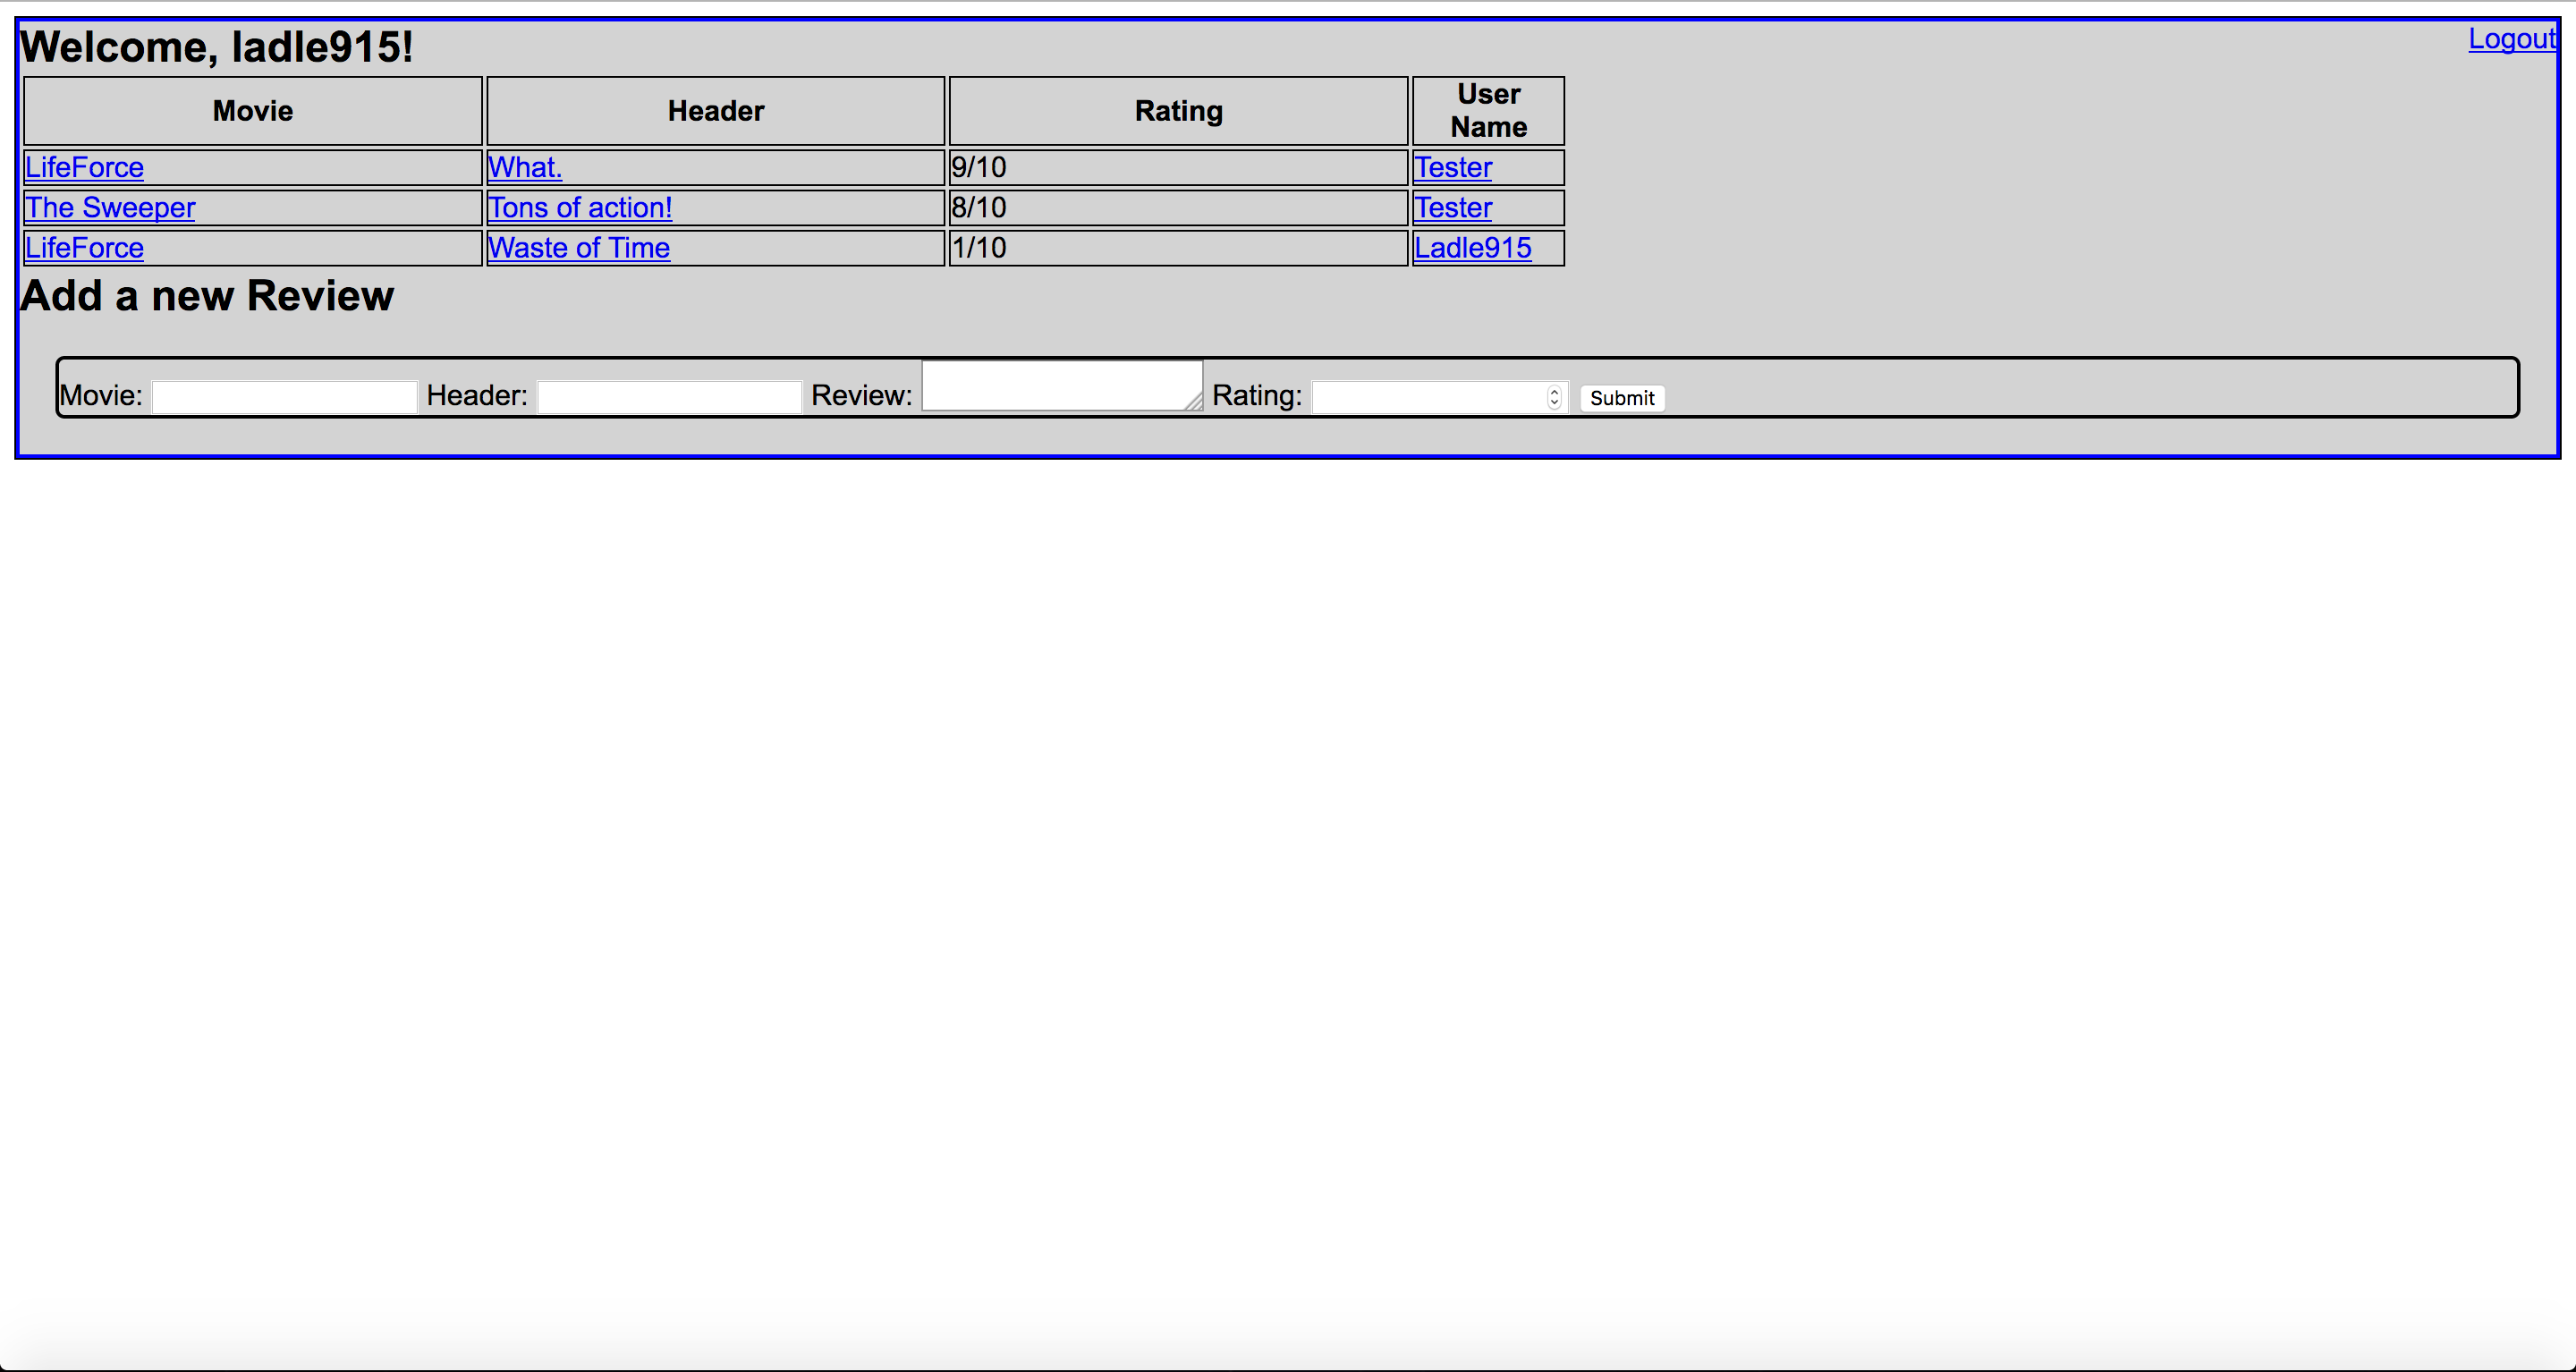 Welcome, ladle915! Logout
Movie Header Rating User Name
LifeForce What. 9/10 Tester
The Sweeper Tons of action! 8/10 Tester
LifeForce Waste of Time 1/10 Ladle915
Add a new Review
Movie: Header: Review: Rating: Submit